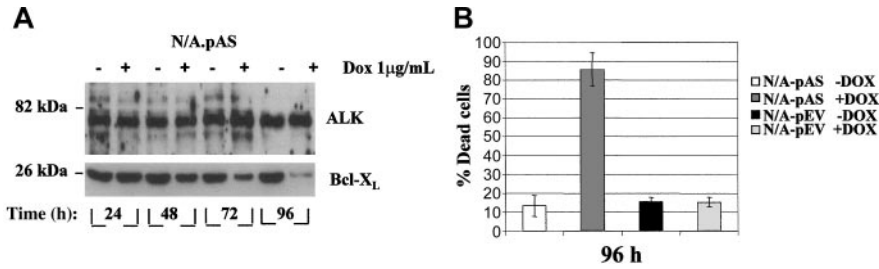 A
N/A.pAS
- + - + - + - +
Dox 1µg/mL
82 kDa
ALK
26 kDa
Bcl-XL
Time (h): 24 48 72 96
B
% Dead cells
100
90
80
70
60
50
40
30
20
10
0
96 h
N/A-pAS -DOX
N/A-pAS +DOX
N/A-pEV -DOX
N/A-pEV +DOX